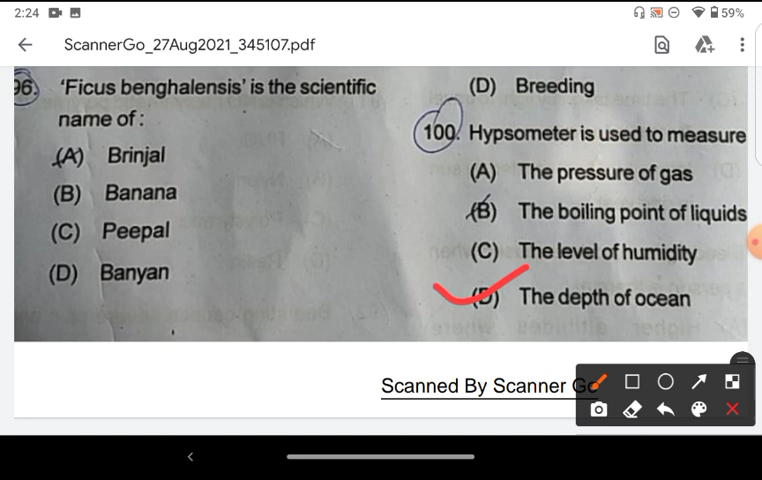 2:24
59%
ScannerGo_27Aug2021_345107.pdf
96. 'Ficus benghalensis' is the scientific
name of :
(A) Brinjal
(B) Banana
(C) Peepal
(D) Banyan
(D) Breeding
100. Hypsometer is used to measure
(A) The pressure of gas
(B) The boiling point of liquids
(C) The level of humidity
(D) The depth of ocean
Scanned By Scanner Go